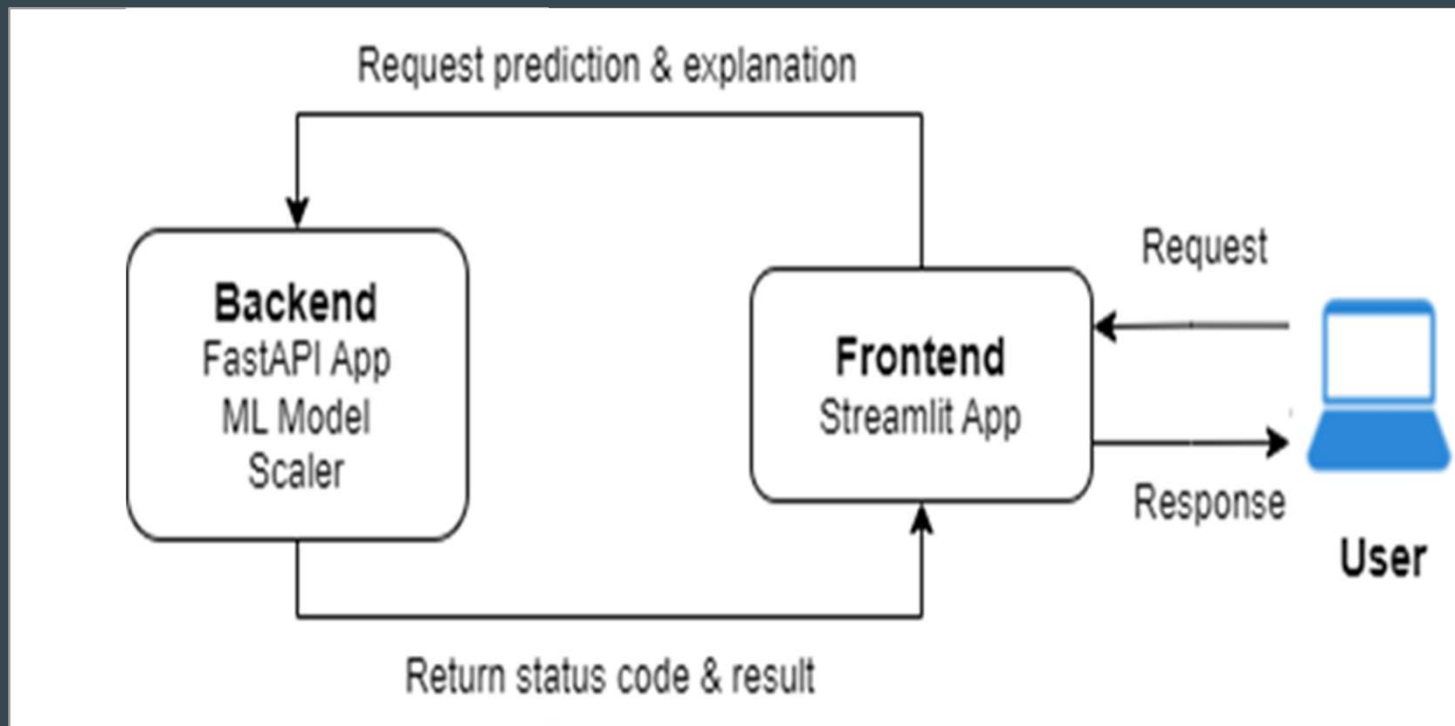 Request prediction & explanation
Backend
FastAPI App
ML Model
Scaler
Frontend
Streamlit App
Request
Response
User
Return status code & result